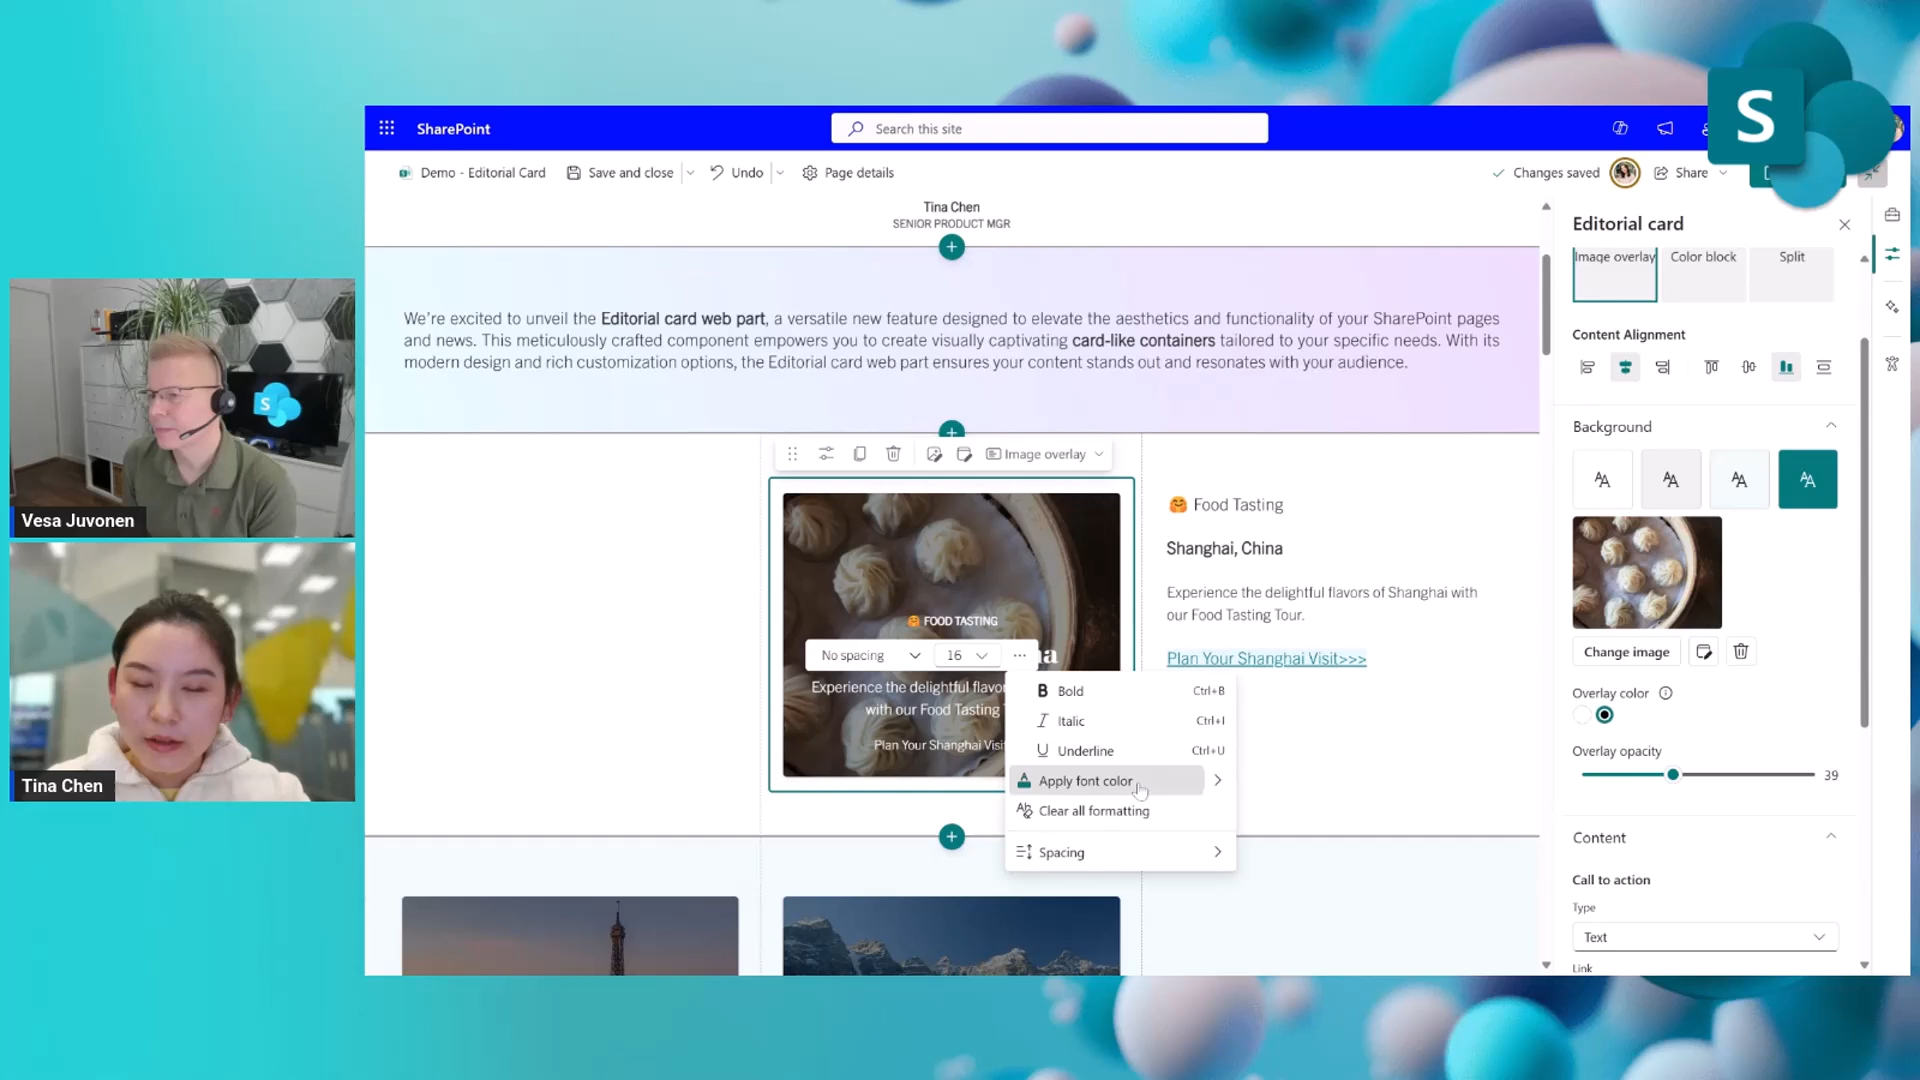 S
SharePoint
Search this site
Demo - Editorial Card
Save and close
Undo
Page details
Changes saved
Share
Tina Chen
SENIOR PRODUCT MGR
We're excited to unveil the Editorial card web part, a versatile new feature designed to elevate the aesthetics and functionality of your SharePoint pages
and news. This meticulously crafted component empowers you to create visually captivating card-like containers tailored to your specific needs. With its
modern design and rich customization options, the Editorial card web part ensures your content stands out and resonates with your audience.
Image overlay
🤗 FOOD TASTING
No spacing
16
...
na
Experience the delightful flavor
with our Food Tasting
Plan Your Shanghai Visi
B Bold Ctrl+B
I Italic Ctrl+I
U Underline Ctrl+U
Apply font color
Clear all formatting
Spacing
🤗 Food Tasting
Shanghai, China
Experience the delightful flavors of Shanghai with
our Food Tasting Tour.
Plan Your Shanghai Visit>>>
Editorial card
Image overlay
Color block
Split
Content Alignment
Background
AA
AA
AA
AA
Change image
Overlay color
Overlay opacity
39
Content
Call to action
Type
Text
Link
S
Vesa Juvonen
Tina Chen